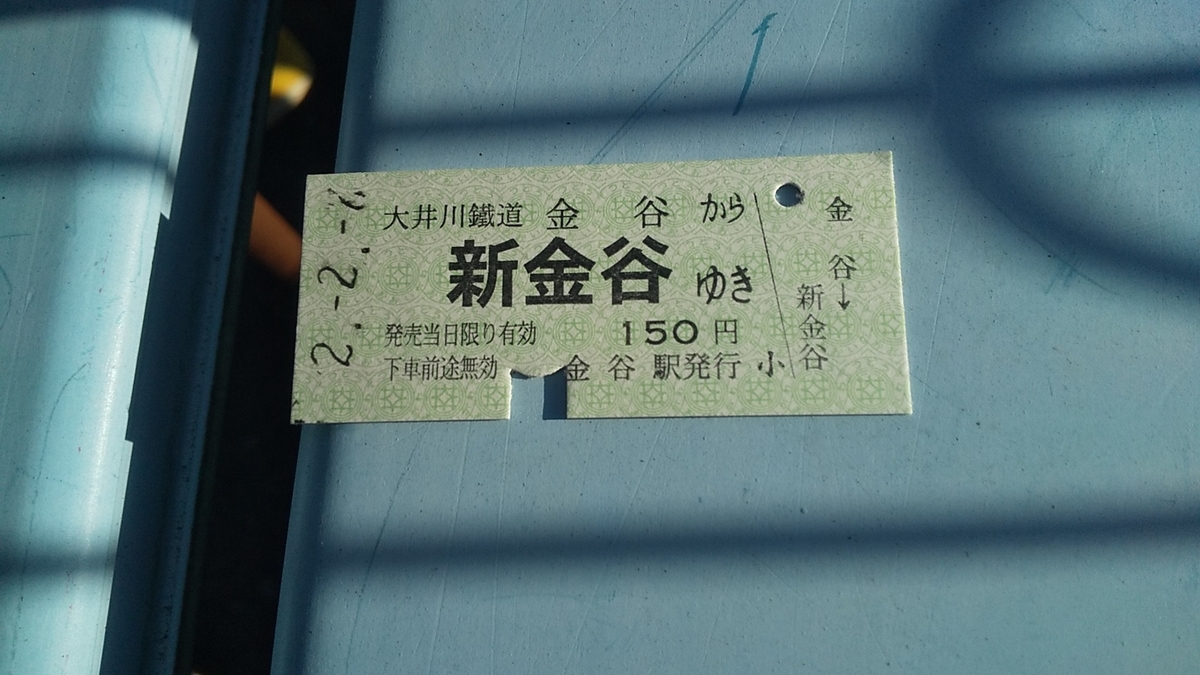 大井川鐵道 金谷から
新金谷ゆき
発売当日限り有効 150円
下車前途無効 金谷駅発行 小
金谷→
新金谷
2.-2.-